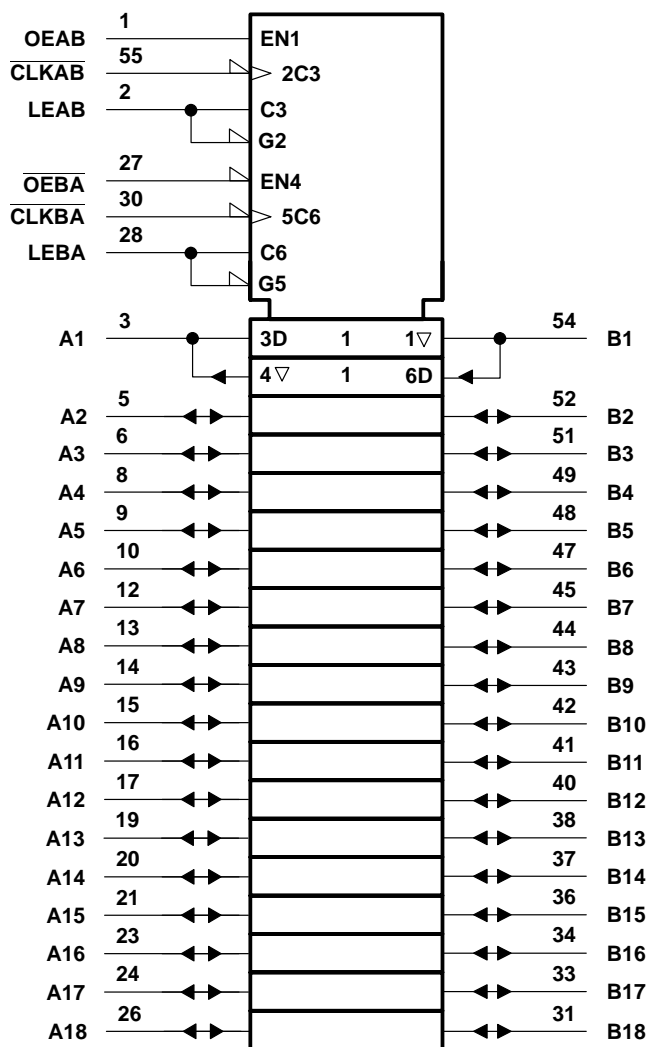 1
OEAB EN1
55
CLKAB 2C3
2
LEAB C3
G2
27
OEBA EN4
30
CLKBA 5C6
28
LEBA C6
G5
3 54
A1 3D 1 1▽ B1
4▽ 1 6D
5 52
A2 B2
6 51
A3 B3
8 49
A4 B4
9 48
A5 B5
10 47
A6 B6
12 45
A7 B7
13 44
A8 B8
14 43
A9 B9
15 42
A10 B10
16 41
A11 B11
17 40
A12 B12
19 38
A13 B13
20 37
A14 B14
21 36
A15 B15
23 34
A16 B16
24 33
A17 B17
26 31
A18 B18